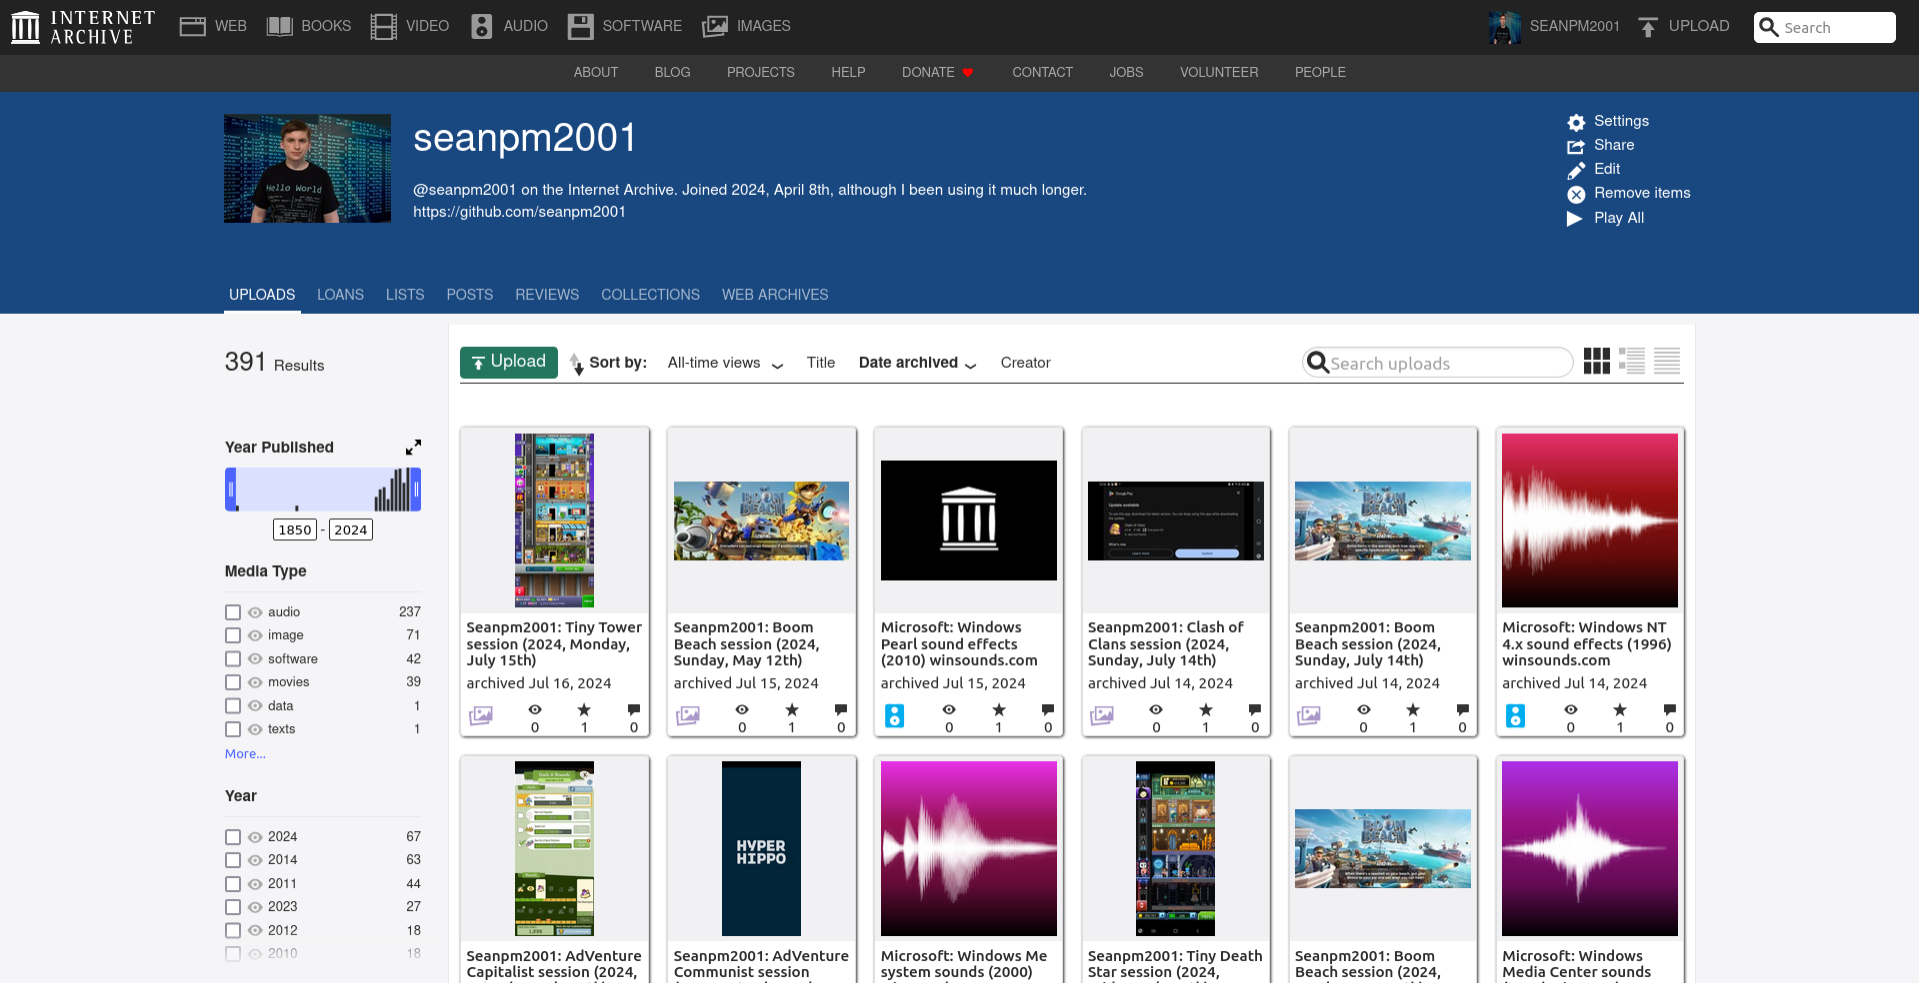 INTERNET ARCHIVE
WEB BOOKS VIDEO AUDIO SOFTWARE IMAGES
SEANPM2001 UPLOAD Search
ABOUT BLOG PROJECTS HELP DONATE CONTACT JOBS VOLUNTEER PEOPLE
Hello World
seanpm2001
@seanpm2001 on the Internet Archive. Joined 2024, April 8th, although I been using it much longer.
https://github.com/seanpm2001
Settings
Share
Edit
Remove items
Play All
UPLOADS LOANS LISTS POSTS REVIEWS COLLECTIONS WEB ARCHIVES
391 Results
Year Published
1850 - 2024
Media Type
audio 237
image 71
software 42
movies 39
data 1
texts 1
More...
Year
2024 67
2014 63
2011 44
2023 27
2012 18
2010 18
Upload Sort by: All-time views Title Date archived Creator
Search uploads
Seanpm2001: Tiny Tower
session (2024, Monday,
July 15th)
archived Jul 16, 2024
0 1 0
BOOM BEACH
Seanpm2001: Boom
Beach session (2024,
Sunday, May 12th)
archived Jul 15, 2024
0 1 0
Microsoft: Windows
Pearl sound effects
(2010) winsounds.com
archived Jul 15, 2024
0 1 0
Google Play
Update available
Seanpm2001: Clash of
Clans session (2024,
Sunday, July 14th)
archived Jul 14, 2024
0 1 0
BOOM BEACH
Seanpm2001: Boom
Beach session (2024,
Sunday, July 14th)
archived Jul 14, 2024
0 1 0
Microsoft: Windows NT
4.x sound effects (1996)
winsounds.com
archived Jul 14, 2024
0 1 0
Seanpm2001: AdVenture
Capitalist session (2024,
HYPER
HIPPO
Seanpm2001: AdVenture
Communist session
Microsoft: Windows Me
system sounds (2000)
Seanpm2001: Tiny Death
Star session (2024,
BOOM BEACH
Seanpm2001: Boom
Beach session (2024,
Microsoft: Windows
Media Center sounds